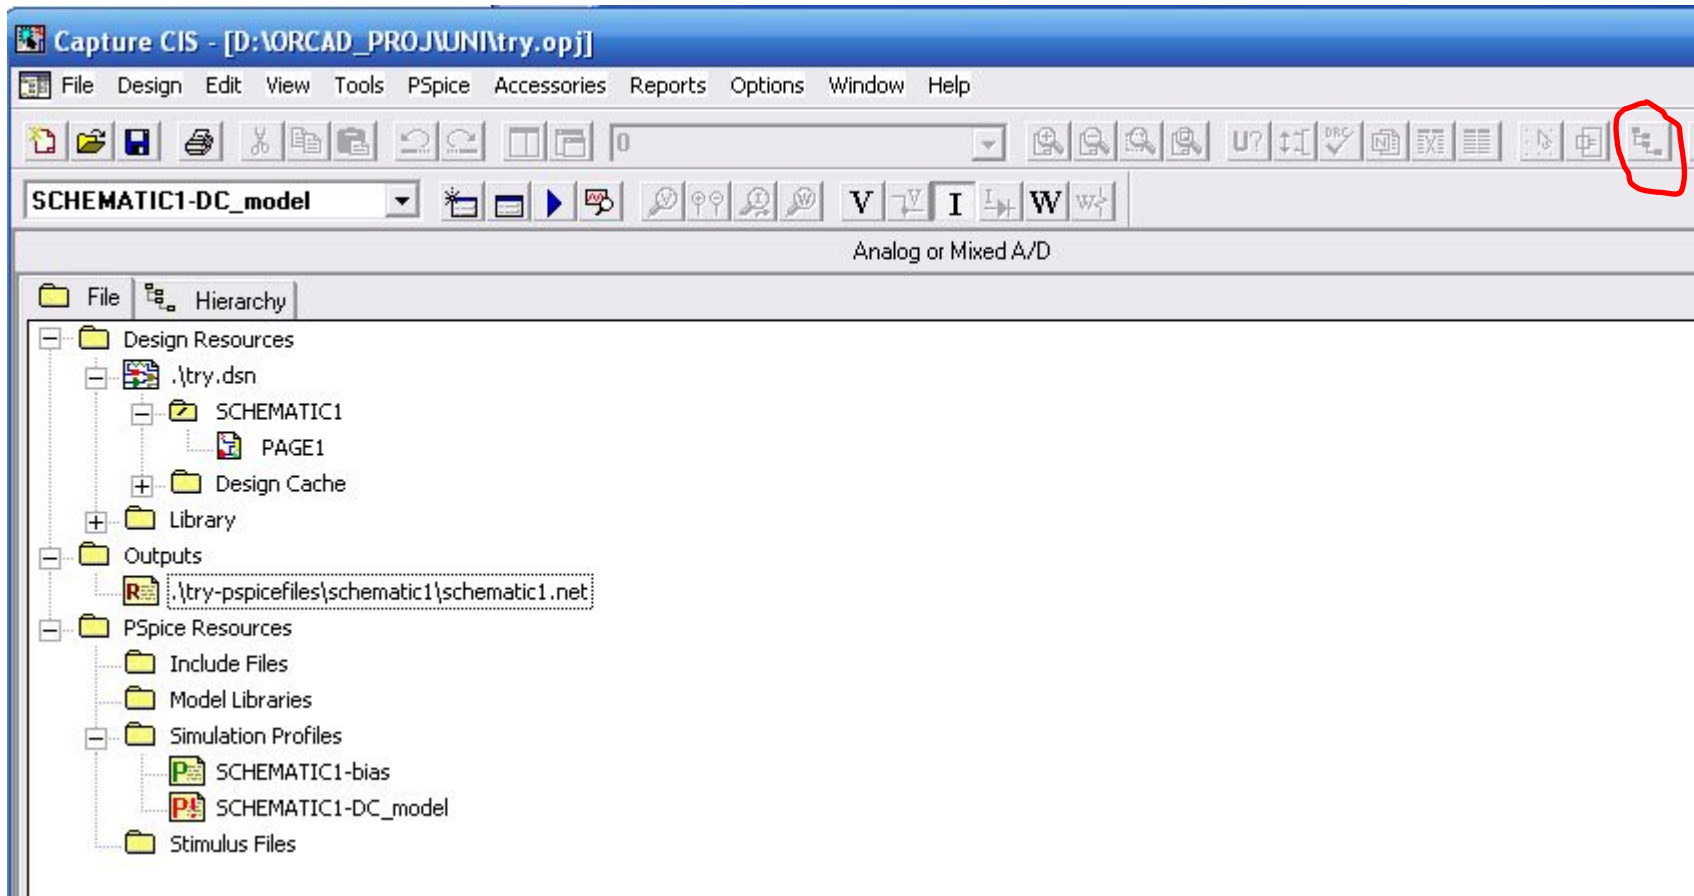 Capture CIS - [D:\ORCAD_PROJ\UNI\try.opj]
File Design Edit View Tools PSpice Accessories Reports Options Window Help
0
U? DRC
SCHEMATIC1-DC_model
V V I I W W
Analog or Mixed A/D
File Hierarchy
Design Resources
.\try.dsn
SCHEMATIC1
PAGE1
Design Cache
Library
Outputs
.\try-pspicefiles\schematic1\schematic1.net
PSpice Resources
Include Files
Model Libraries
Simulation Profiles
SCHEMATIC1-bias
SCHEMATIC1-DC_model
Stimulus Files